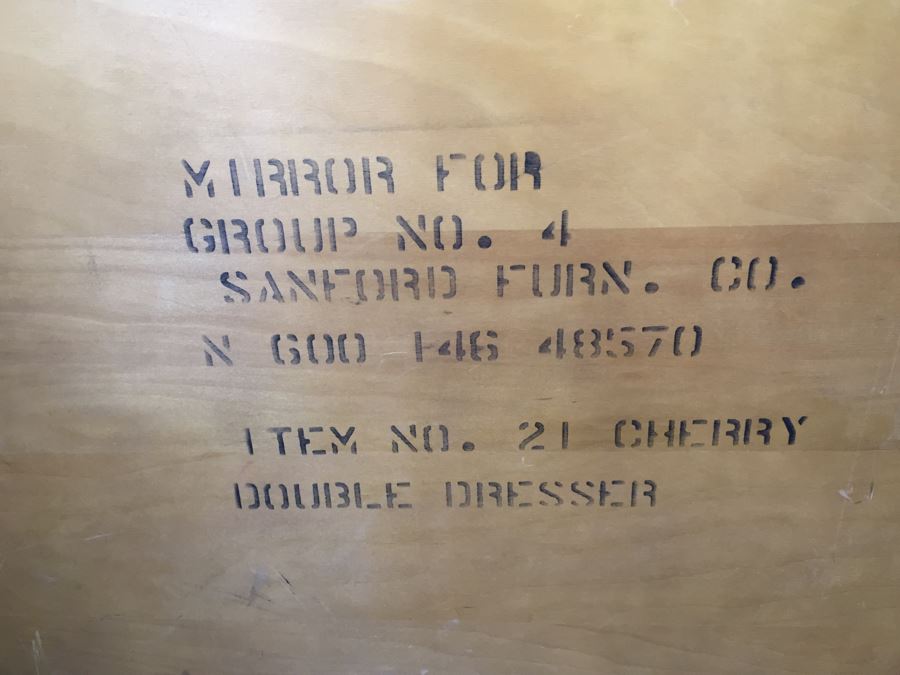 MIRROR FOR
GROUP NO. 4
SANFORD FURN. CO.
N 600 146 48570
ITEM NO. 21 CHERRY
DOUBLE DRESSER